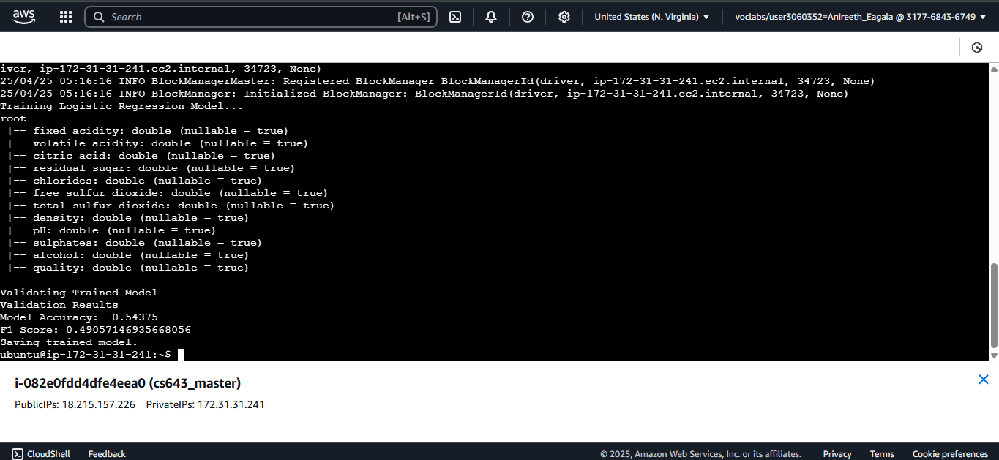 aws
Search [Alt+S] United States (N. Virginia) ▼ voclabs/user3060352=Anireeth_Eagala @ 3177-6843-6749 ▼
iver, ip-172-31-31-241.ec2.internal, 34723, None)
25/04/25 05:16:16 INFO BlockManagerMaster: Registered BlockManager BlockManagerId(driver, ip-172-31-31-241.ec2.internal, 34723, None)
25/04/25 05:16:16 INFO BlockManager: Initialized BlockManager: BlockManagerId(driver, ip-172-31-31-241.ec2.internal, 34723, None)
Training Logistic Regression Model...
root
 |-- fixed acidity: double (nullable = true)
 |-- volatile acidity: double (nullable = true)
 |-- citric acid: double (nullable = true)
 |-- residual sugar: double (nullable = true)
 |-- chlorides: double (nullable = true)
 |-- free sulfur dioxide: double (nullable = true)
 |-- total sulfur dioxide: double (nullable = true)
 |-- density: double (nullable = true)
 |-- pH: double (nullable = true)
 |-- sulphates: double (nullable = true)
 |-- alcohol: double (nullable = true)
 |-- quality: double (nullable = true)
Validating Trained Model
Validation Results
Model Accuracy:  0.54375
F1 Score: 0.49057146935668056
Saving trained model.
ubuntu@ip-172-31-31-241:~$
i-082e0fdd4dfe4eea0 (cs643_master)
PublicIPs: 18.215.157.226 PrivateIPs: 172.31.31.241
CloudShell Feedback © 2025, Amazon Web Services, Inc. or its affiliates. Privacy Terms Cookie preferences